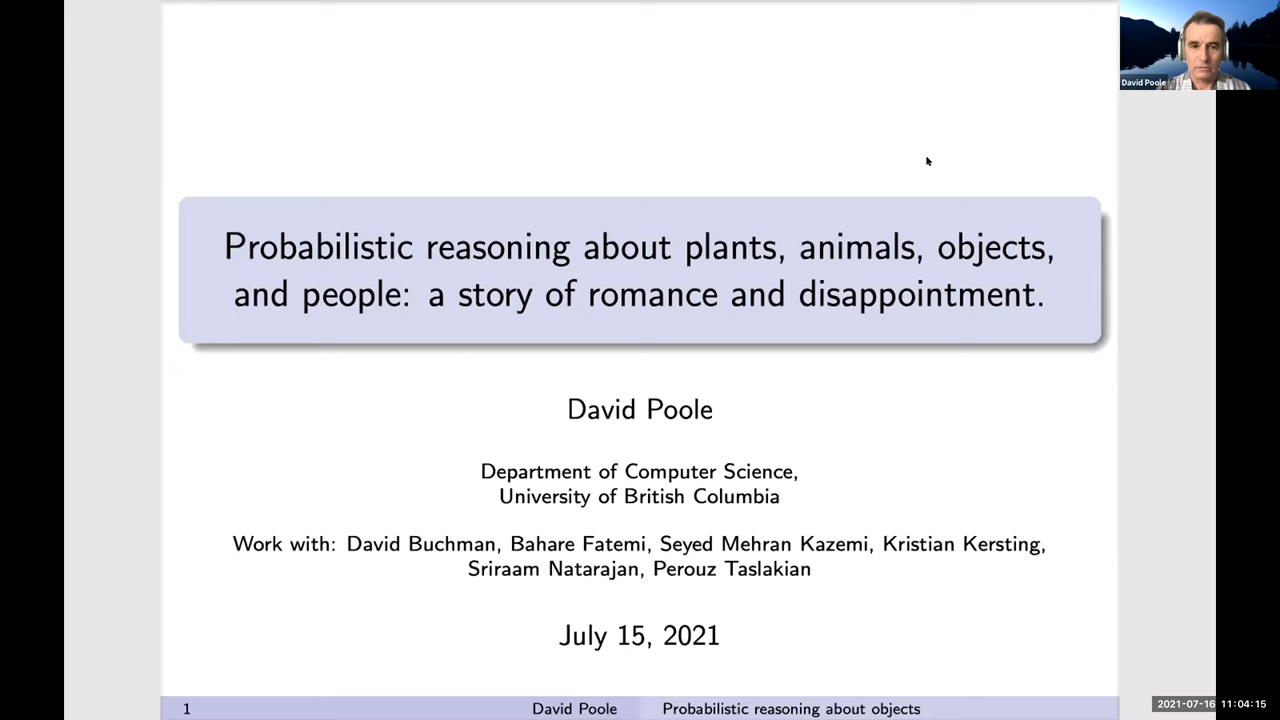 David Poole
Probabilistic reasoning about plants, animals, objects,
and people: a story of romance and disappointment.
David Poole
Department of Computer Science,
University of British Columbia
Work with: David Buchman, Bahare Fatemi, Seyed Mehran Kazemi, Kristian Kersting,
Sriraam Natarajan, Perouz Taslakian
July 15, 2021
1 David Poole Probabilistic reasoning about objects
2021-07-16 11:04:15